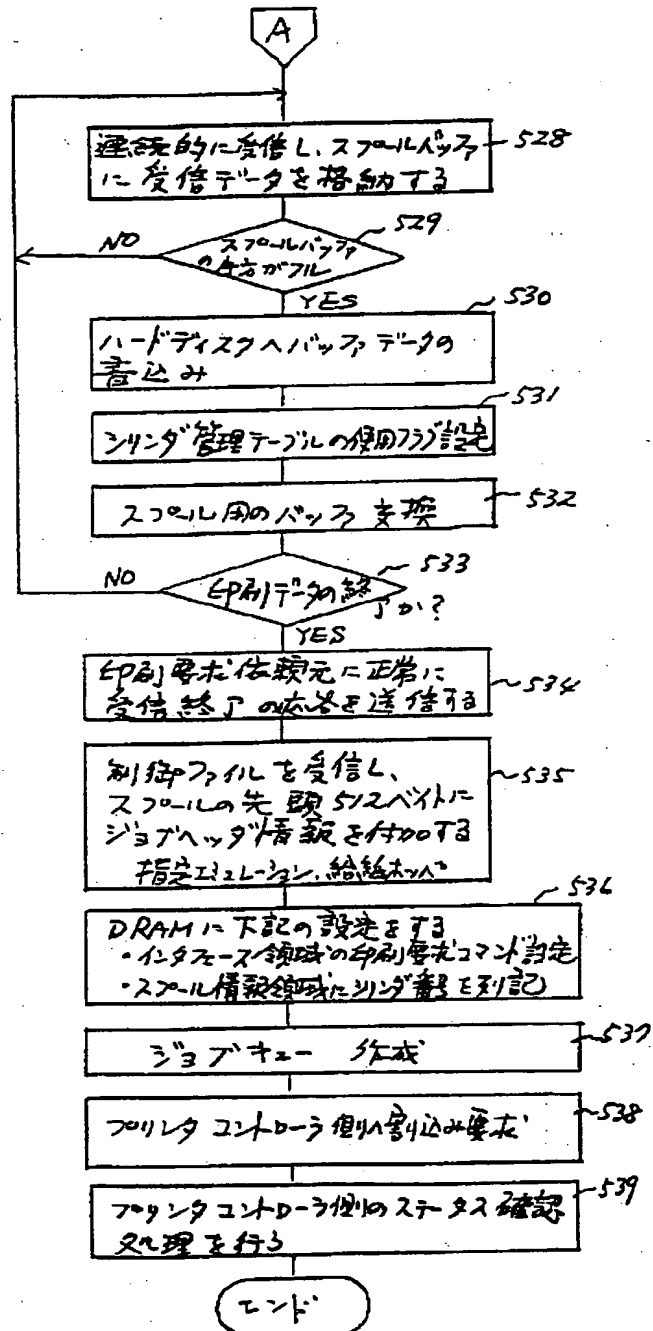 A
連続的に受信し、スプールバッファ
に受信データを格納する
528
スプールバッファ
の片方がフル
529
NO
YES
530
ハードディスクへバッファデータの
書込み
531
シリンダ管理テーブルの使用フラグ設定
スプール用のバッファ交換
532
印刷データの終
了か?
533
NO
YES
印刷要求依頼元に正常に
受信終了の応答を送信する
534
制御ファイルを受信し、
スプールの先頭512バイトに
ジョブヘッダ情報を付加する
指定エミュレーション、給紙ホッパ
535
536
DRAMに下記の設定をする
・インタフェース領域の印刷要求コマンド設定
・スプール情報領域にシリンダ番号を列記
ジョブキュー 作成
537
プリンタコントローラ側へ割り込み要求
538
プリンタコントローラ側のステータス確認
処理を行う
539
エンド